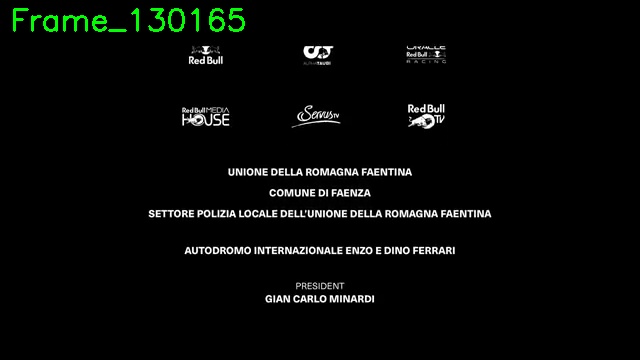 Frame_130165
Red Bull
ALPHATAURI
ORACLE
Red Bull
RACING
Red Bull MEDIA
HOUSE
ServusTV
Red Bull
TV
UNIONE DELLA ROMAGNA FAENTINA
COMUNE DI FAENZA
SETTORE POLIZIA LOCALE DELL'UNIONE DELLA ROMAGNA FAENTINA
AUTODROMO INTERNAZIONALE ENZO E DINO FERRARI
PRESIDENT
GIAN CARLO MINARDI